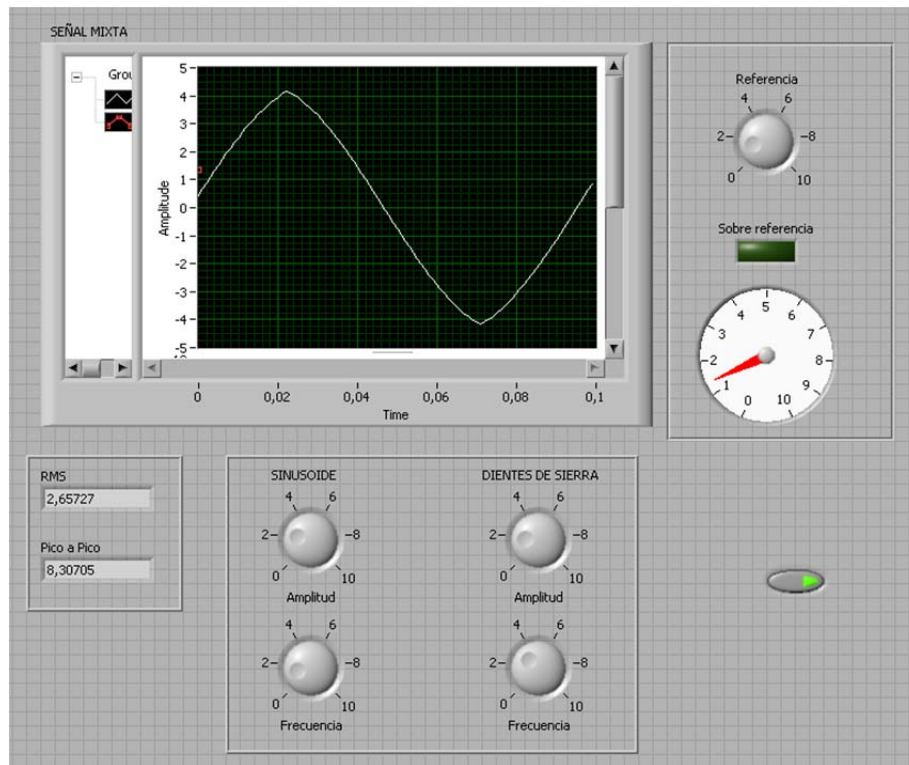 SEÑAL MIXTA
Grou
Amplitude
5
4
3
2
1
0
-1
-2
-3
-4
-5
0 0,02 0,04 0,06 0,08 0,1
Time
Referencia
0 2 4 6 8 10
Sobre referencia
0 1 2 3 4 5 6 7 8 9 10
RMS
2,65727
Pico a Pico
8,30705
SINUSOIDE
0 2 4 6 8 10
Amplitud
0 2 4 6 8 10
Frecuencia
DIENTES DE SIERRA
0 2 4 6 8 10
Amplitud
0 2 4 6 8 10
Frecuencia